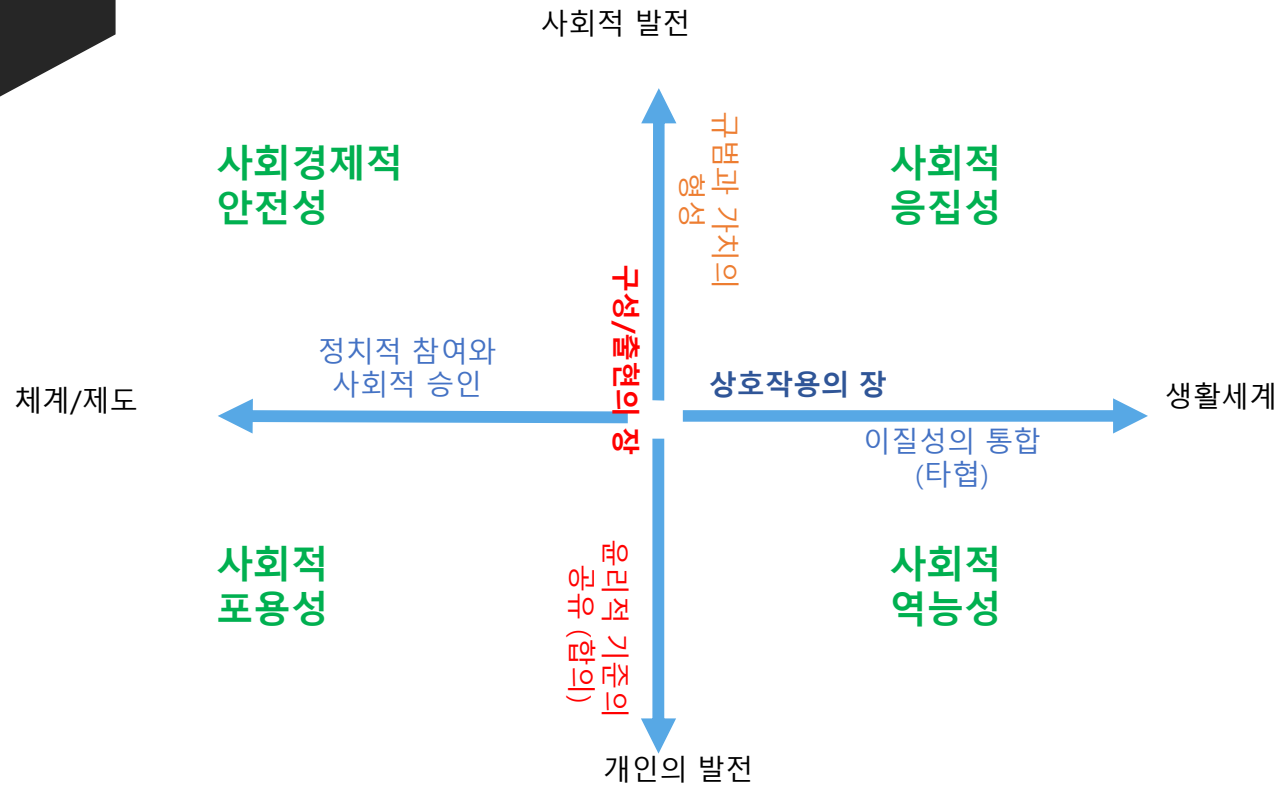 사회적 발전
사회경제적
안전성
규범과 가치의
형성
사회적
응집성
구성/출현의 장
정치적 참여와
사회적 승인
상호작용의 장
체계/제도
생활세계
이질성의 통합
(타협)
사회적
포용성
윤리적 기준의
공유 (합의)
사회적
역능성
개인의 발전